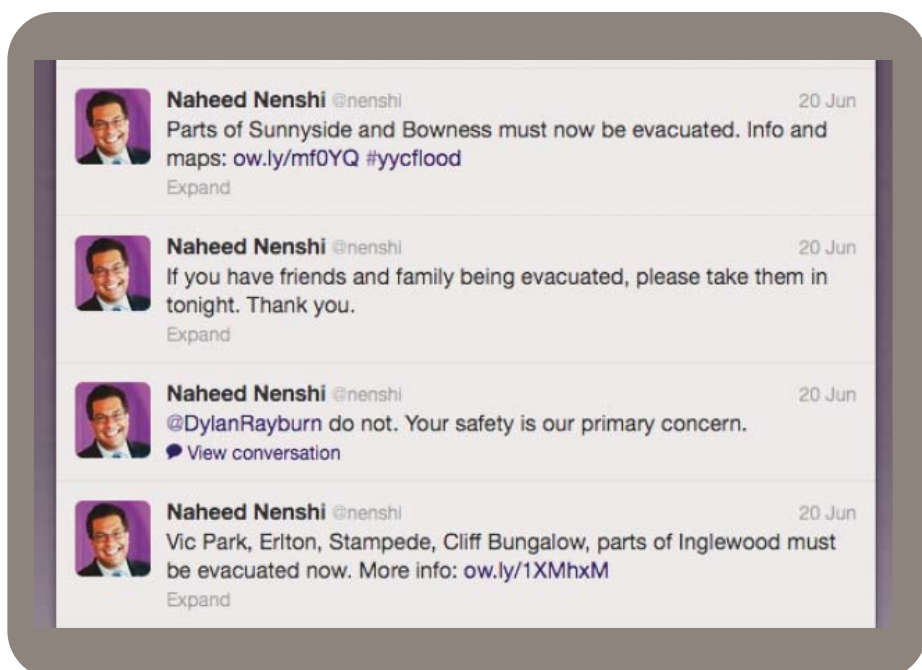 Naheed Nenshi @nenshi 20 Jun
Parts of Sunnyside and Bowness must now be evacuated. Info and
maps: ow.ly/mf0YQ #yycflood
Expand
Naheed Nenshi @nenshi 20 Jun
If you have friends and family being evacuated, please take them in
tonight. Thank you.
Expand
Naheed Nenshi @nenshi 20 Jun
@DylanRayburn do not. Your safety is our primary concern.
View conversation
Naheed Nenshi @nenshi 20 Jun
Vic Park, Erlton, Stampede, Cliff Bungalow, parts of Inglewood must
be evacuated now. More info: ow.ly/1XMhxM
Expand